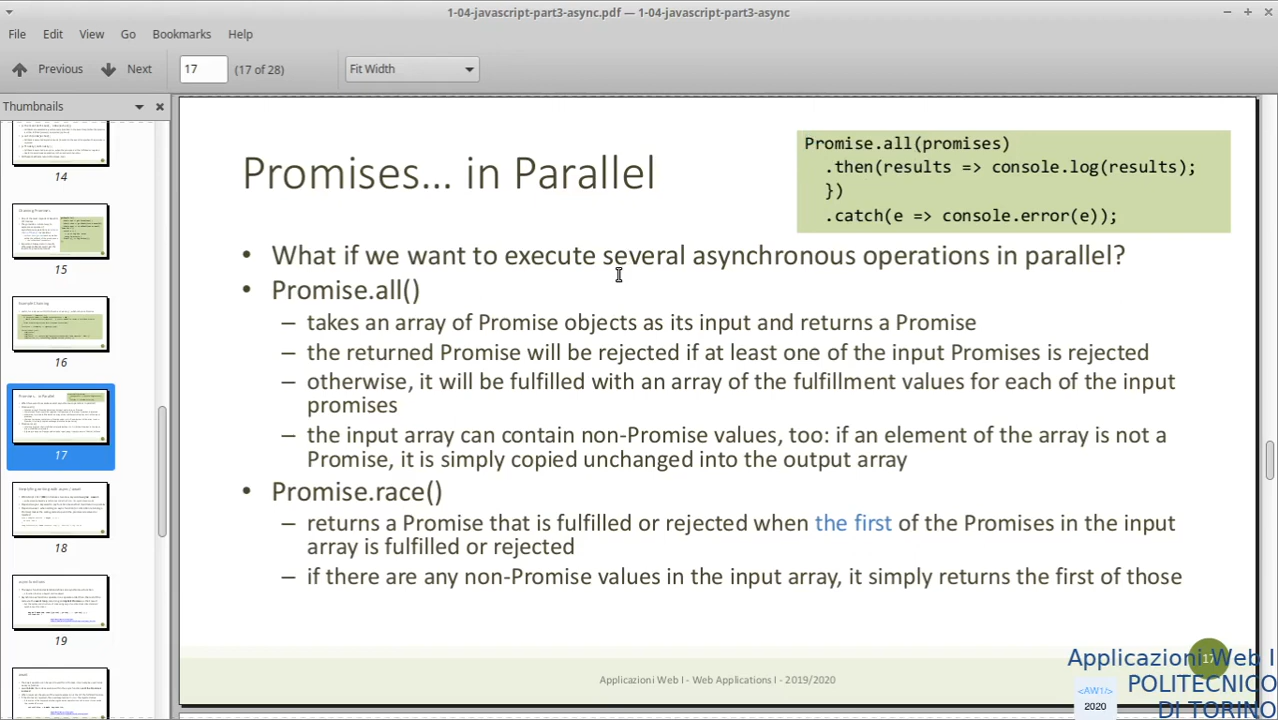 1-04-javascript-part3-async.pdf — 1-04-javascript-part3-async
File Edit View Go Bookmarks Help
Previous Next 17 (17 of 28) Fit Width
Thumbnails
14
15
16
17
18
19
Promise.all(promises)
.then(results => console.log(results);
})
.catch(e => console.error(e));
Promises... in Parallel
• What if we want to execute several asynchronous operations in parallel?
• Promise.all()
– takes an array of Promise objects as its input and returns a Promise
– the returned Promise will be rejected if at least one of the input Promises is rejected
– otherwise, it will be fulfilled with an array of the fulfillment values for each of the input
promises
– the input array can contain non-Promise values, too: if an element of the array is not a
Promise, it is simply copied unchanged into the output array
• Promise.race()
– returns a Promise that is fulfilled or rejected when the first of the Promises in the input
array is fulfilled or rejected
– if there are any non-Promise values in the input array, it simply returns the first of those
17
Applicazioni Web I - Web Applications I - 2019/2020
Applicazioni Web I
POLITECNICO
DI TORINO
<AW1/>
2020